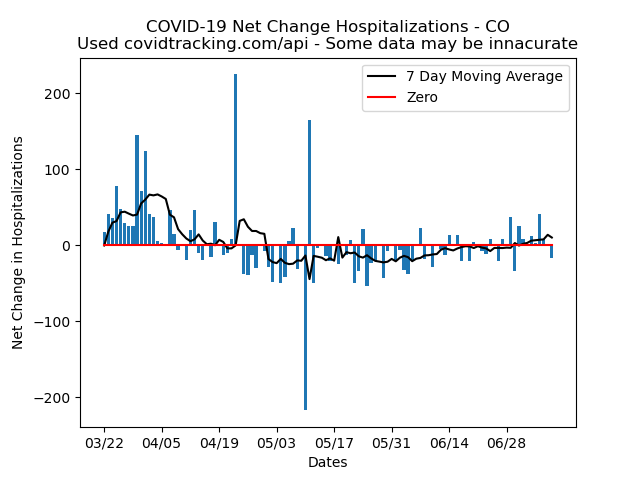 COVID-19 Net Change Hospitalizations - CO
Used covidtracking.com/api - Some data may be innacurate
7 Day Moving Average
Zero
Net Change in Hospitalizations
200
100
0
−100
−200
03/22 04/05 04/19 05/03 05/17 05/31 06/14 06/28
Dates